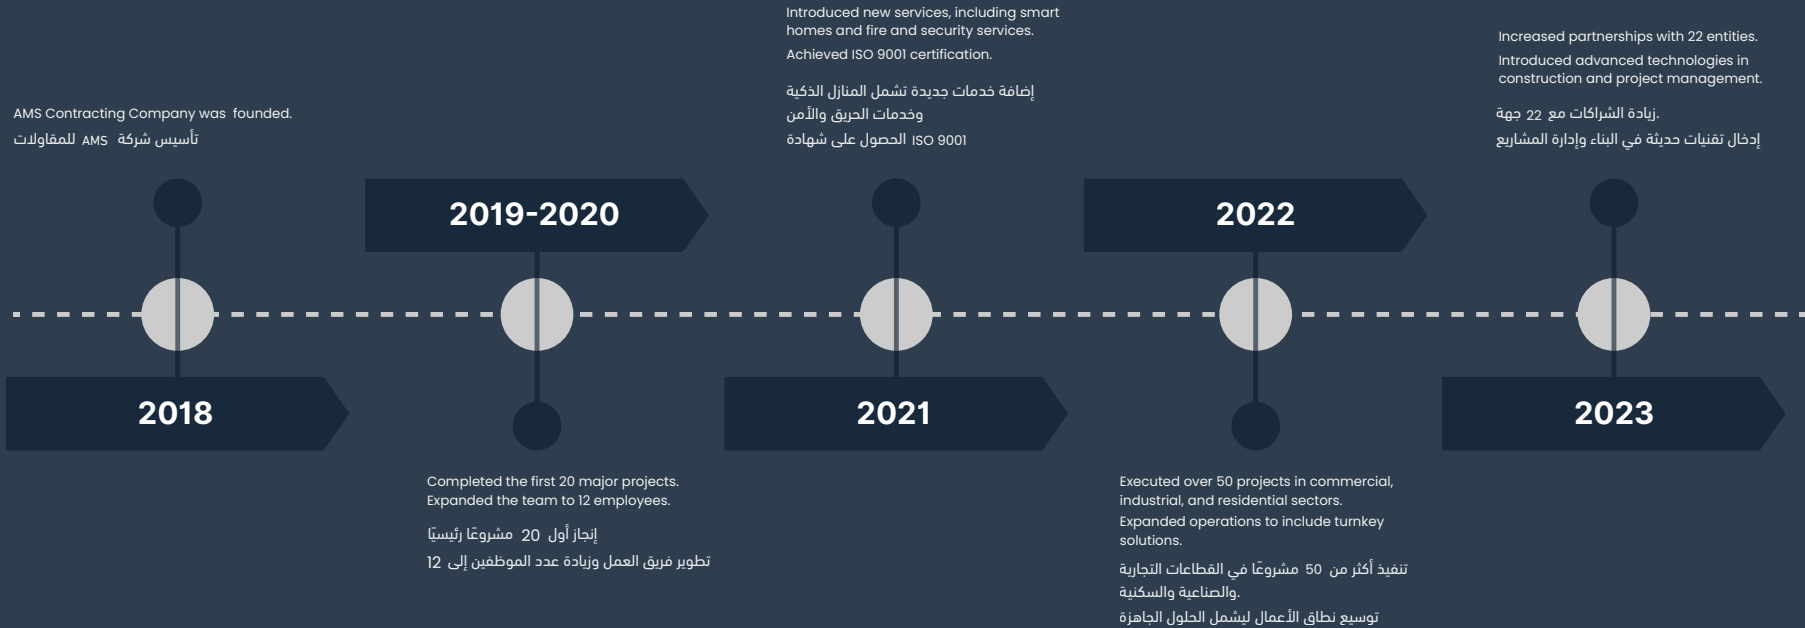 AMS Contracting Company was founded.
تأسيس شركة AMS للمقاولات
2018
2019-2020
Completed the first 20 major projects.
Expanded the team to 12 employees.
إنجاز أول 20 مشروعًا رئيسيًا
تطوير فريق العمل وزيادة عدد الموظفين إلى 12
Introduced new services, including smart
homes and fire and security services.
Achieved ISO 9001 certification.
إضافة خدمات جديدة تشمل المنازل الذكية
وخدمات الحريق والأمن
الحصول على شهادة ISO 9001
2021
2022
Executed over 50 projects in commercial,
industrial, and residential sectors.
Expanded operations to include turnkey
solutions.
تنفيذ أكثر من 50 مشروعًا في القطاعات التجارية
والصناعية والسكنية.
توسيع نطاق الأعمال ليشمل الحلول الجاهزة
Increased partnerships with 22 entities.
Introduced advanced technologies in
construction and project management.
زيادة الشراكات مع 22 جهة.
إدخال تقنيات حديثة في البناء وإدارة المشاريع
2023